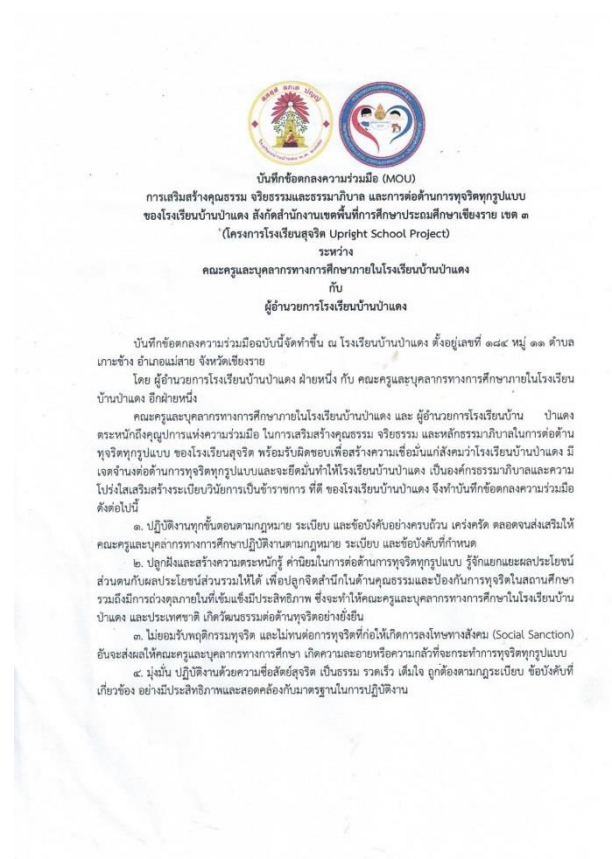 บันทึกข้อตกลงความร่วมมือ (MOU)
การเสริมสร้างคุณธรรม จริยธรรมและธรรมาภิบาล และการต่อต้านการทุจริตทุกรูปแบบ
ของโรงเรียนบ้านป่าแดง สังกัดสำนักงานเขตพื้นที่การศึกษาประถมศึกษาเชียงราย เขต ๓
(โครงการโรงเรียนสุจริต Upright School Project)
ระหว่าง
คณะครูและบุคลากรทางการศึกษาภายในโรงเรียนบ้านป่าแดง
กับ
ผู้อำนวยการโรงเรียนบ้านป่าแดง
บันทึกข้อตกลงความร่วมมือฉบับนี้จัดทำขึ้น ณ โรงเรียนบ้านป่าแดง ตั้งอยู่เลขที่ ๑๘๔ หมู่ ๑๑ ตำบล
เกาะช้าง อำเภอแม่สาย จังหวัดเชียงราย
โดย ผู้อำนวยการโรงเรียนบ้านป่าแดง ฝ่ายหนึ่ง กับ คณะครูและบุคลากรทางการศึกษาภายในโรงเรียน
บ้านป่าแดง อีกฝ่ายหนึ่ง
คณะครูและบุคลากรทางการศึกษาภายในโรงเรียนบ้านป่าแดง และ ผู้อำนวยการโรงเรียนบ้าน ป่าแดง
ตระหนักถึงคุณูปการแห่งความร่วมมือ ในการเสริมสร้างคุณธรรม จริยธรรม และหลักธรรมาภิบาลในการต่อต้าน
ทุจริตทุกรูปแบบ ของโรงเรียนสุจริต พร้อมรับผิดชอบเพื่อสร้างความเชื่อมั่นแก่สังคมว่าโรงเรียนบ้านป่าแดง มี
เจตจำนงต่อต้านการทุจริตทุกรูปแบบและจะยึดมั่นทำให้โรงเรียนบ้านป่าแดง เป็นองค์กรธรรมาภิบาลและความ
โปร่งใสเสริมสร้างระเบียบวินัยการเป็นข้าราชการ ที่ดี ของโรงเรียนบ้านป่าแดง จึงทำบันทึกข้อตกลงความร่วมมือ
ดังต่อไปนี้
๑. ปฏิบัติงานทุกขั้นตอนตามกฎหมาย ระเบียบ และข้อบังคับอย่างครบถ้วน เคร่งครัด ตลอดจนส่งเสริมให้
คณะครูและบุคลากรทางการศึกษาปฏิบัติงานตามกฎหมาย ระเบียบ และข้อบังคับที่กำหนด
๒. ปลูกฝังและสร้างความตระหนักรู้ ค่านิยมในการต่อต้านการทุจริตทุกรูปแบบ รู้จักแยกแยะผลประโยชน์
ส่วนตนกับผลประโยชน์ส่วนรวมให้ได้ เพื่อปลูกจิตสำนึกในด้านคุณธรรมและป้องกันการทุจริตในสถานศึกษา
รวมถึงมีการถ่วงดุลภายในที่เข้มแข็งมีประสิทธิภาพ ซึ่งจะทำให้คณะครูและบุคลากรทางการศึกษาในโรงเรียนบ้าน
ป่าแดง และประเทศชาติ เกิดวัฒนธรรมต่อต้านทุจริตอย่างยั่งยืน
๓. ไม่ยอมรับพฤติกรรมทุจริต และไม่ทนต่อการทุจริตที่ก่อให้เกิดการลงโทษทางสังคม (Social Sanction)
อันจะส่งผลให้คณะครูและบุคลากรทางการศึกษา เกิดความละอายหรือความกลัวที่จะกระทำการทุจริตทุกรูปแบบ
๔. มุ่งมั่น ปฏิบัติงานด้วยความซื่อสัตย์สุจริต เป็นธรรม รวดเร็ว เต็มใจ ถูกต้องตามกฎระเบียบ ข้อบังคับที่
เกี่ยวข้อง อย่างมีประสิทธิภาพและสอดคล้องกับมาตรฐานในการปฏิบัติงาน